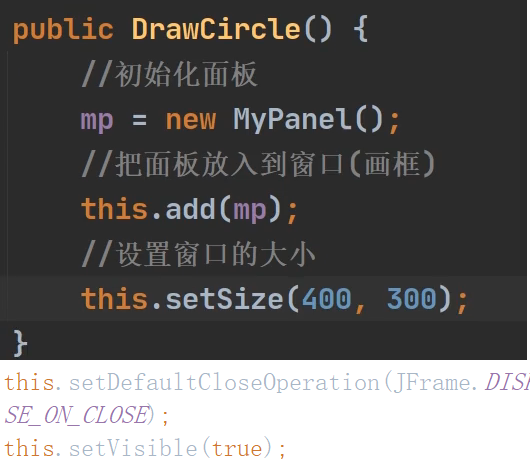 public DrawCircle() {
//初始化面板
mp = new MyPanel();
//把面板放入到窗口(画框)
this.add(mp);
//设置窗口的大小
this.setSize(400, 300);
}
this.setDefaultCloseOperation(JFrame.DISP
SE_ON_CLOSE);
this.setVisible(true);